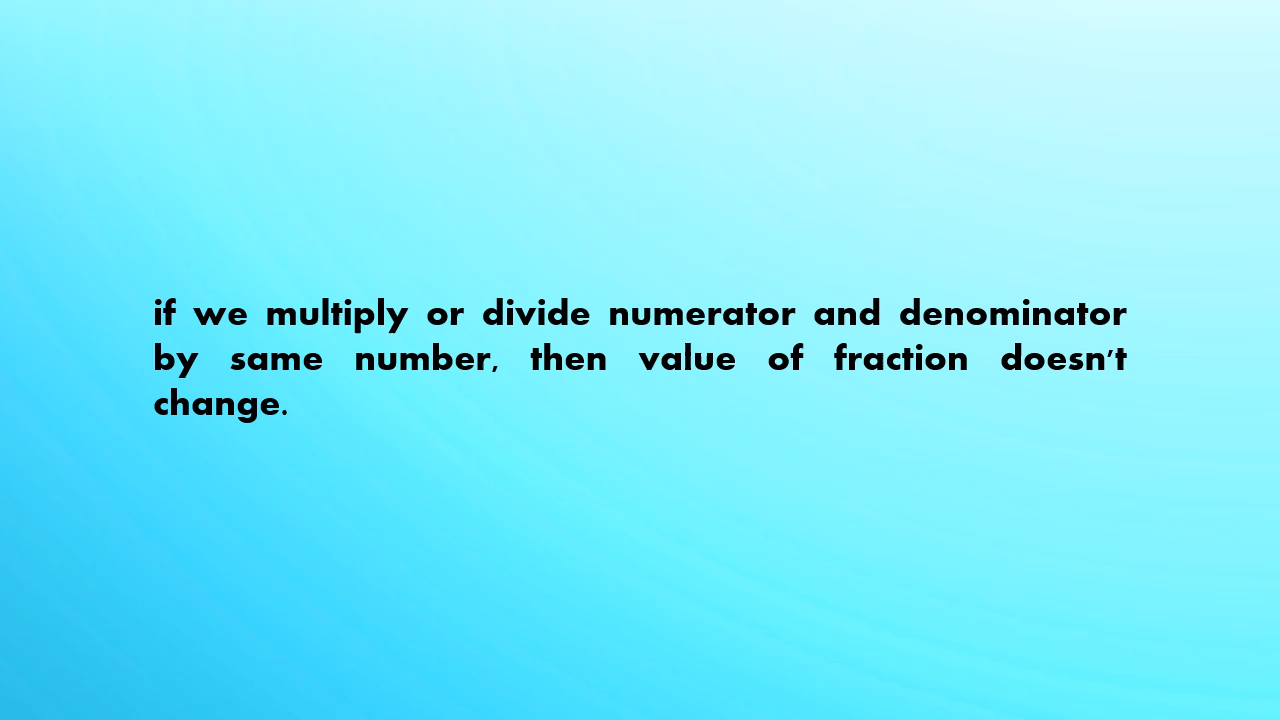 if we multiply or divide numerator and denominator
by same number, then value of fraction doesn't
change.